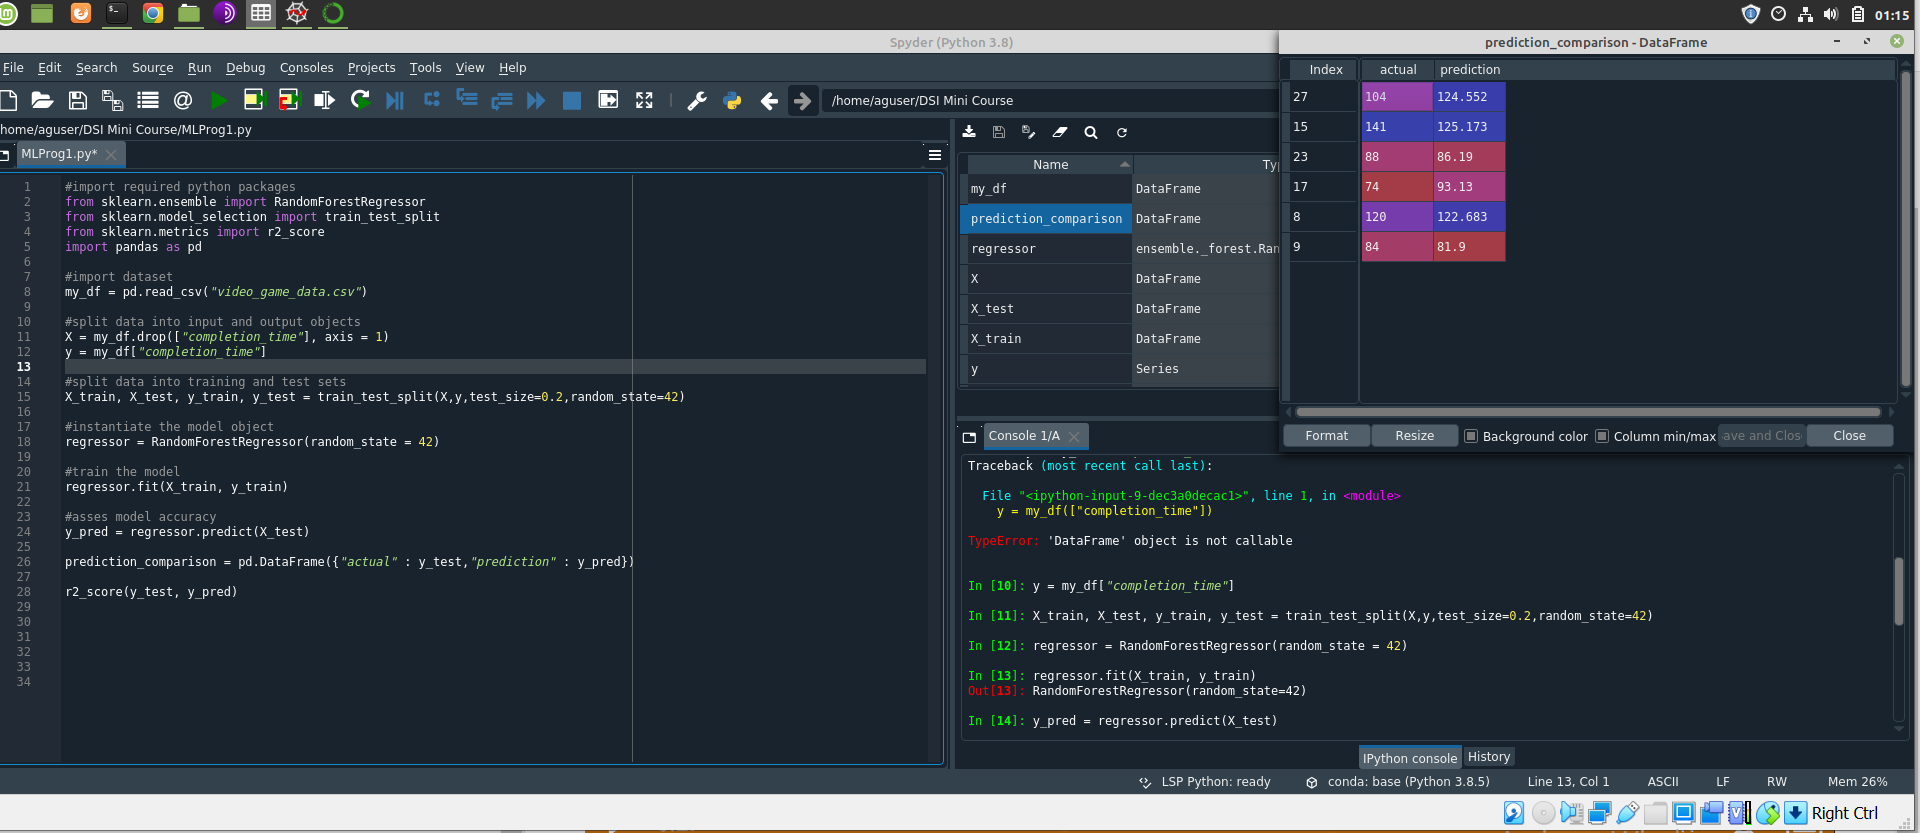 01:15
Spyder (Python 3.8)
File Edit Search Source Run Debug Consoles Projects Tools View Help
/home/aguser/DSI Mini Course
home/aguser/DSI Mini Course/MLProg1.py
MLProg1.py*
1 #import required python packages
2 from sklearn.ensemble import RandomForestRegressor
3 from sklearn.model_selection import train_test_split
4 from sklearn.metrics import r2_score
5 import pandas as pd
6
7 #import dataset
8 my_df = pd.read_csv("video_game_data.csv")
9
10 #split data into input and output objects
11 X = my_df.drop(["completion_time"], axis = 1)
12 y = my_df["completion_time"]
13
14 #split data into training and test sets
15 X_train, X_test, y_train, y_test = train_test_split(X,y,test_size=0.2,random_state=42)
16
17 #instantiate the model object
18 regressor = RandomForestRegressor(random_state = 42)
19
20 #train the model
21 regressor.fit(X_train, y_train)
22
23 #asses model accuracy
24 y_pred = regressor.predict(X_test)
25
26 prediction_comparison = pd.DataFrame({"actual" : y_test,"prediction" : y_pred})
27
28 r2_score(y_test, y_pred)
29
30
31
32
33
34
Name Ty
my_df DataFrame
prediction_comparison DataFrame
regressor ensemble._forest.Ran
X DataFrame
X_test DataFrame
X_train DataFrame
y Series
prediction_comparison - DataFrame
Index actual prediction
27 104 124.552
15 141 125.173
23 88 86.19
17 74 93.13
8 120 122.683
9 84 81.9
Format Resize Background color Column min/max ave and Clos Close
Console 1/A
Traceback (most recent call last):
File "<ipython-input-9-dec3a0decac1>", line 1, in <module>
y = my_df(["completion_time"])
TypeError: 'DataFrame' object is not callable
In [10]: y = my_df["completion_time"]
In [11]: X_train, X_test, y_train, y_test = train_test_split(X,y,test_size=0.2,random_state=42)
In [12]: regressor = RandomForestRegressor(random_state = 42)
In [13]: regressor.fit(X_train, y_train)
Out[13]: RandomForestRegressor(random_state=42)
In [14]: y_pred = regressor.predict(X_test)
IPython console History
LSP Python: ready conda: base (Python 3.8.5) Line 13, Col 1 ASCII LF RW Mem 26%
Right Ctrl